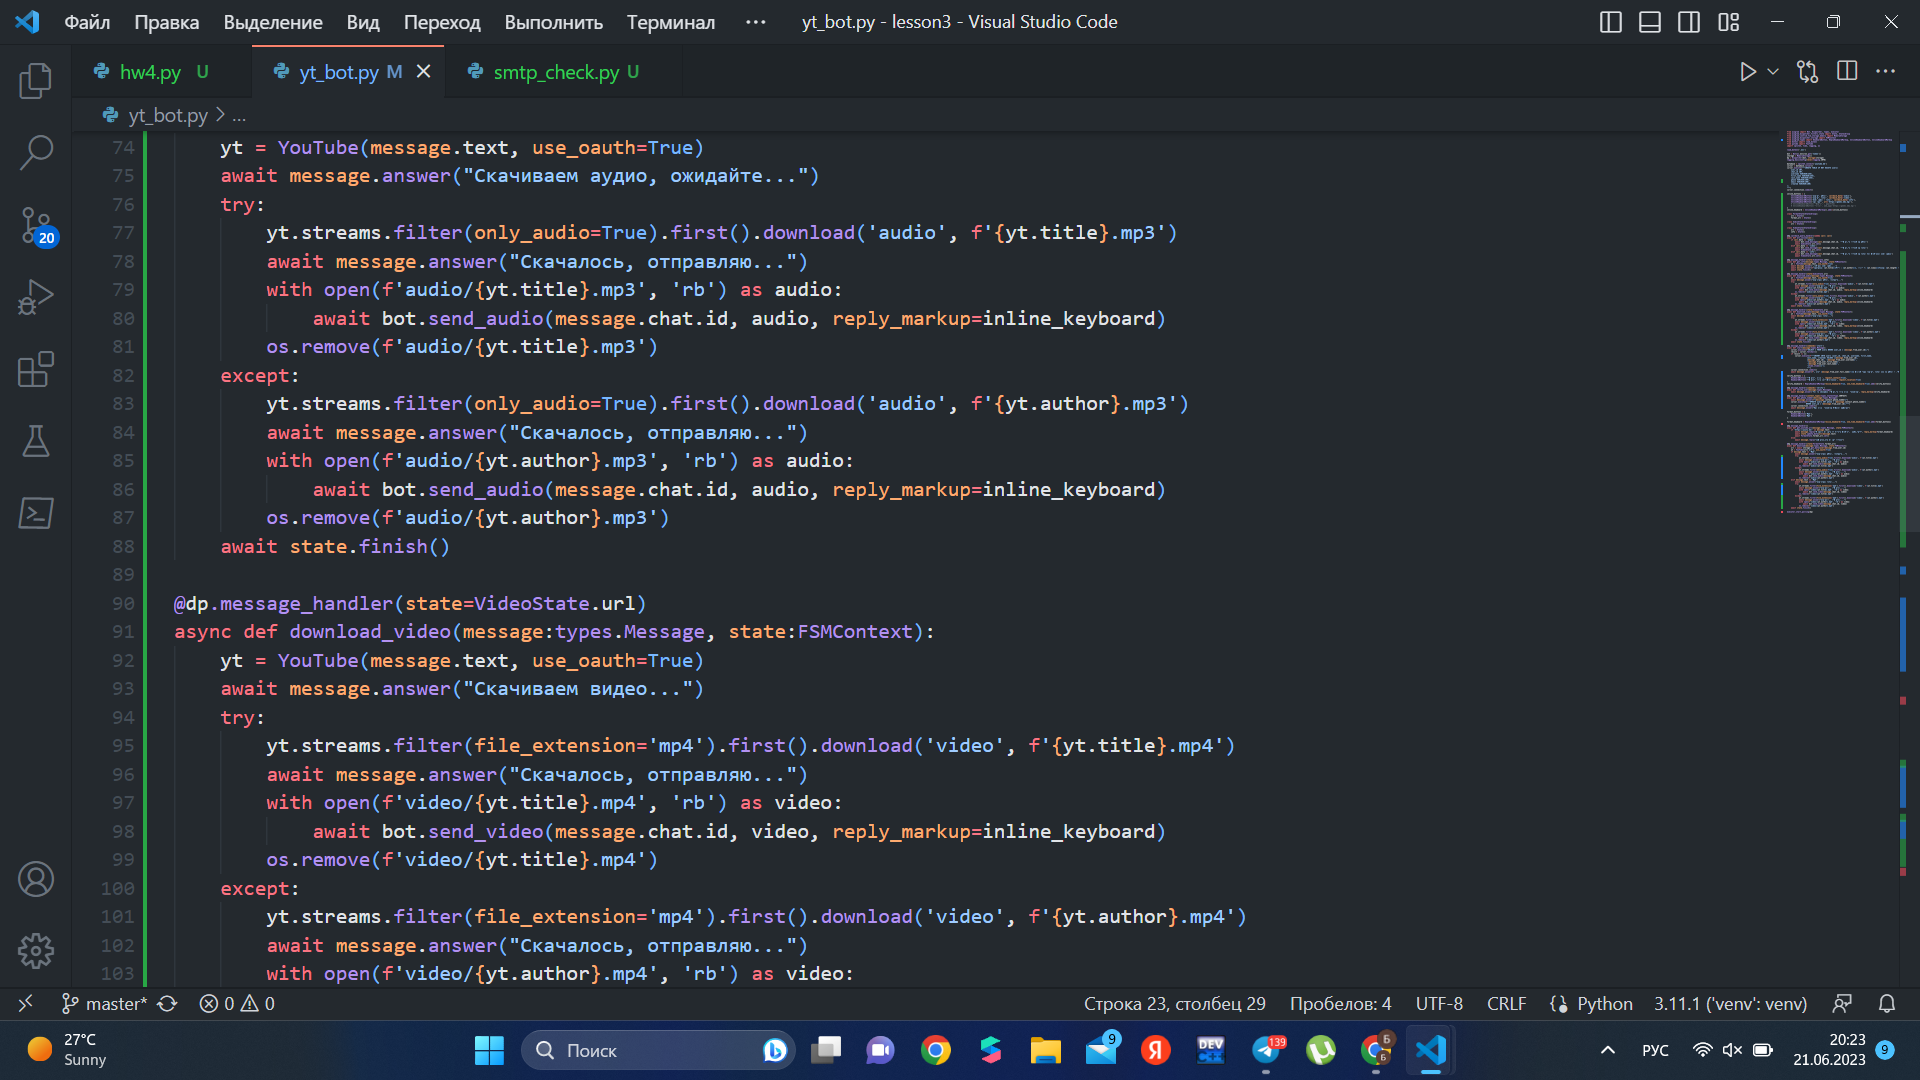 Файл Правка Выделение Вид Переход Выполнить Терминал ··· yt_bot.py - lesson3 - Visual Studio Code
hw4.py U yt_bot.py M smtp_check.py U
yt_bot.py > ...
74 yt = YouTube(message.text, use_oauth=True)
75 await message.answer("Скачиваем аудио, ожидайте...")
76 try:
77 yt.streams.filter(only_audio=True).first().download('audio', f'{yt.title}.mp3')
78 await message.answer("Скачалось, отправляю...")
79 with open(f'audio/{yt.title}.mp3', 'rb') as audio:
80 await bot.send_audio(message.chat.id, audio, reply_markup=inline_keyboard)
81 os.remove(f'audio/{yt.title}.mp3')
82 except:
83 yt.streams.filter(only_audio=True).first().download('audio', f'{yt.author}.mp3')
84 await message.answer("Скачалось, отправляю...")
85 with open(f'audio/{yt.author}.mp3', 'rb') as audio:
86 await bot.send_audio(message.chat.id, audio, reply_markup=inline_keyboard)
87 os.remove(f'audio/{yt.author}.mp3')
88 await state.finish()
89
90 @dp.message_handler(state=VideoState.url)
91 async def download_video(message:types.Message, state:FSMContext):
92 yt = YouTube(message.text, use_oauth=True)
93 await message.answer("Скачиваем видео...")
94 try:
95 yt.streams.filter(file_extension='mp4').first().download('video', f'{yt.title}.mp4')
96 await message.answer("Скачалось, отправляю...")
97 with open(f'video/{yt.title}.mp4', 'rb') as video:
98 await bot.send_video(message.chat.id, video, reply_markup=inline_keyboard)
99 os.remove(f'video/{yt.title}.mp4')
100 except:
101 yt.streams.filter(file_extension='mp4').first().download('video', f'{yt.author}.mp4')
102 await message.answer("Скачалось, отправляю...")
103 with open(f'video/{yt.author}.mp4', 'rb') as video:
20
master* 0 0 Строка 23, столбец 29 Пробелов: 4 UTF-8 CRLF Python 3.11.1 ('venv': venv)
27°C
Sunny
Поиск
9
Я
DEV
139
Б
РУС
20:23
21.06.2023
9